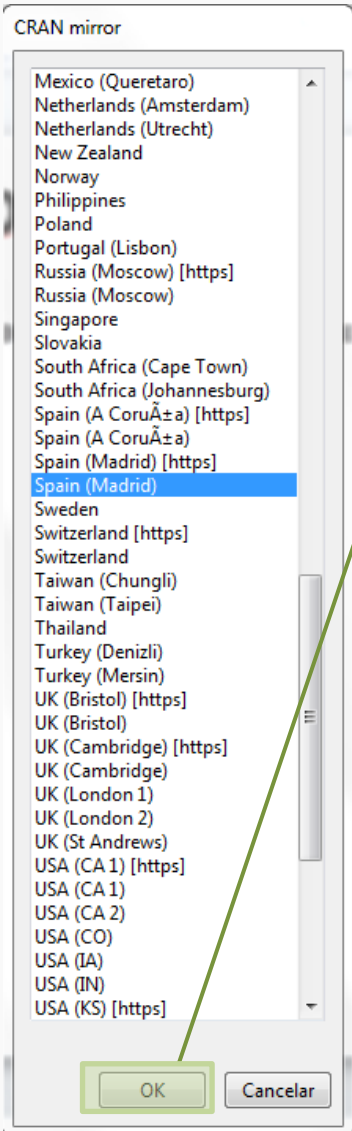 CRAN mirror
Mexico (Queretaro)
Netherlands (Amsterdam)
Netherlands (Utrecht)
New Zealand
Norway
Philippines
Poland
Portugal (Lisbon)
Russia (Moscow) [https]
Russia (Moscow)
Singapore
Slovakia
South Africa (Cape Town)
South Africa (Johannesburg)
Spain (A CoruÃ±a) [https]
Spain (A CoruÃ±a)
Spain (Madrid) [https]
Spain (Madrid)
Sweden
Switzerland [https]
Switzerland
Taiwan (Chungli)
Taiwan (Taipei)
Thailand
Turkey (Denizli)
Turkey (Mersin)
UK (Bristol) [https]
UK (Bristol)
UK (Cambridge) [https]
UK (Cambridge)
UK (London 1)
UK (London 2)
UK (St Andrews)
USA (CA 1) [https]
USA (CA 1)
USA (CA 2)
USA (CO)
USA (IA)
USA (IN)
USA (KS) [https]
OK Cancelar